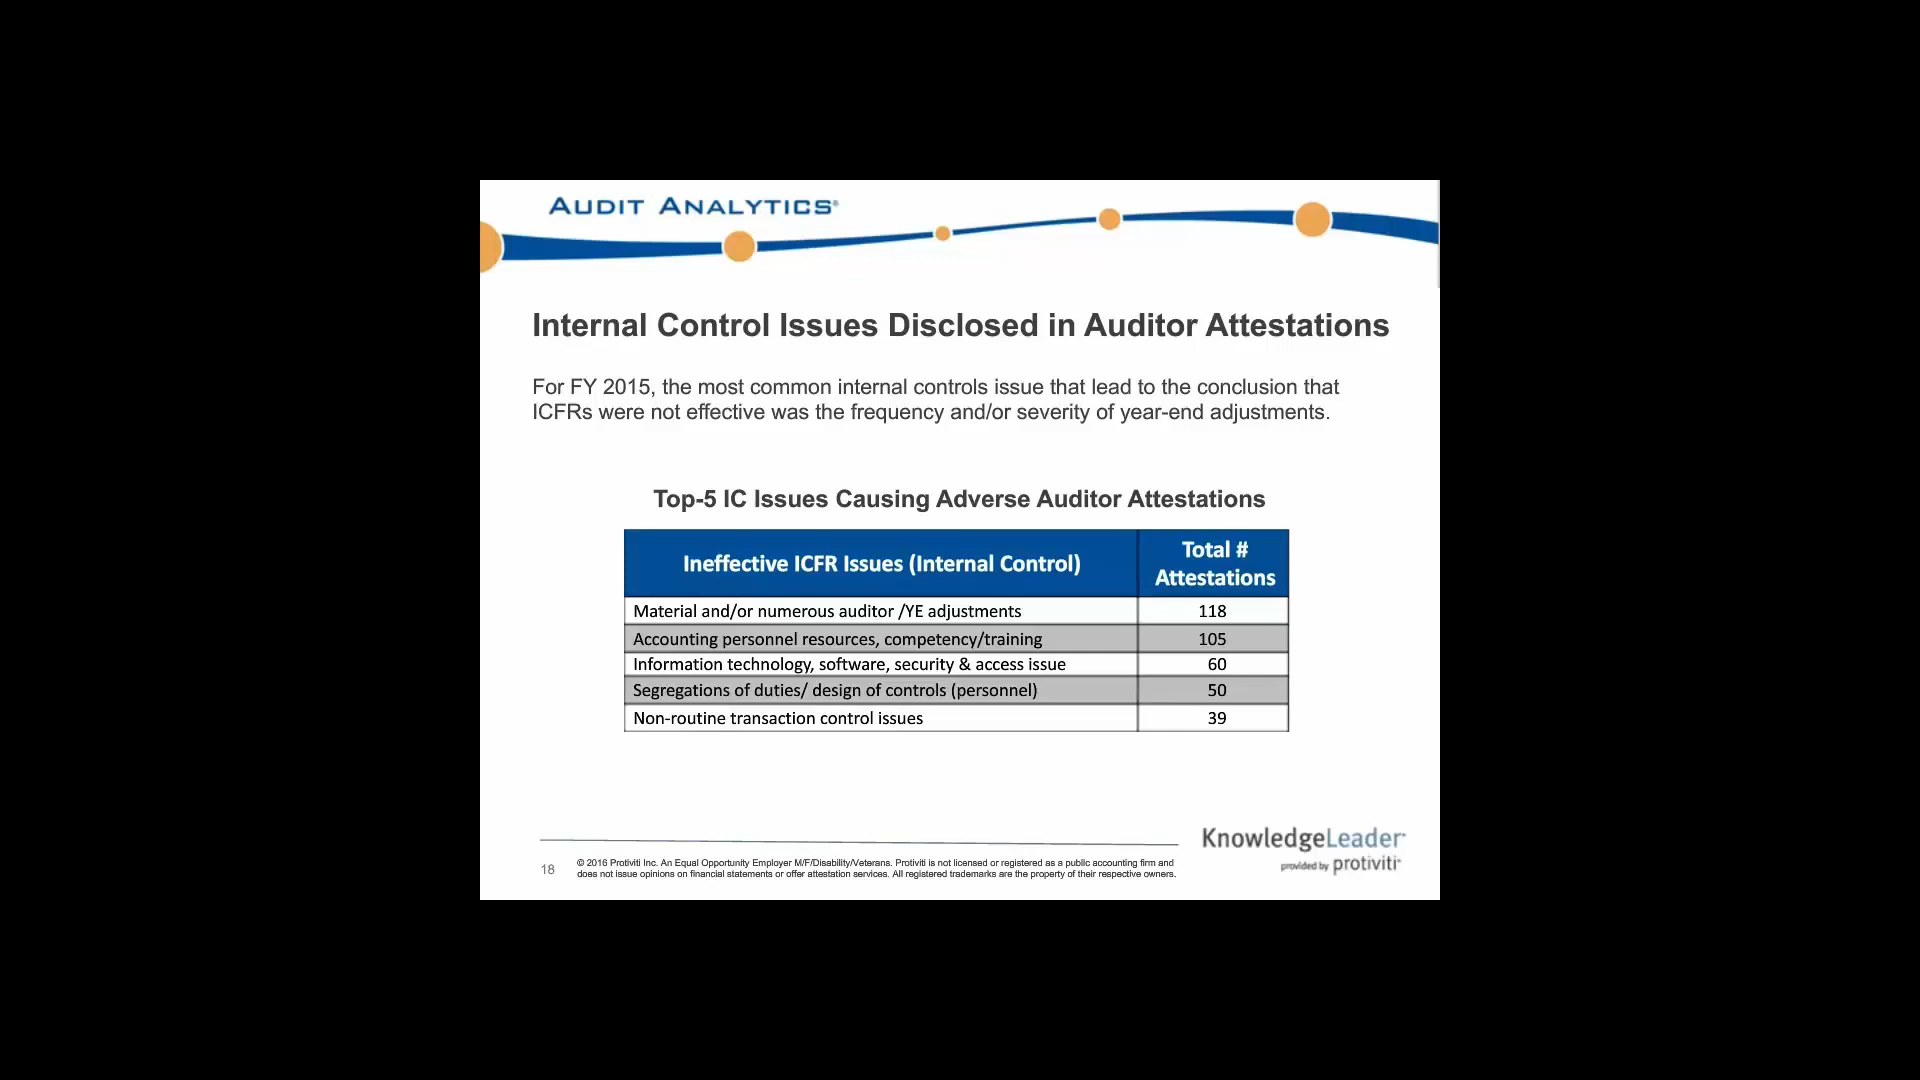 AUDIT ANALYTICS®
Internal Control Issues Disclosed in Auditor Attestations
For FY 2015, the most common internal controls issue that lead to the conclusion that
ICFRs were not effective was the frequency and/or severity of year-end adjustments.
Top-5 IC Issues Causing Adverse Auditor Attestations
Ineffective ICFR Issues (Internal Control)
Total #
Attestations
Material and/or numerous auditor /YE adjustments 118
Accounting personnel resources, competency/training 105
Information technology, software, security & access issue 60
Segregations of duties/ design of controls (personnel) 50
Non-routine transaction control issues 39
18
© 2016 Protiviti Inc. An Equal Opportunity Employer M/F/Disability/Veterans. Protiviti is not licensed or registered as a public accounting firm and
does not issue opinions on financial statements or offer attestation services. All registered trademarks are the property of their respective owners.
KnowledgeLeader
provided by protiviti